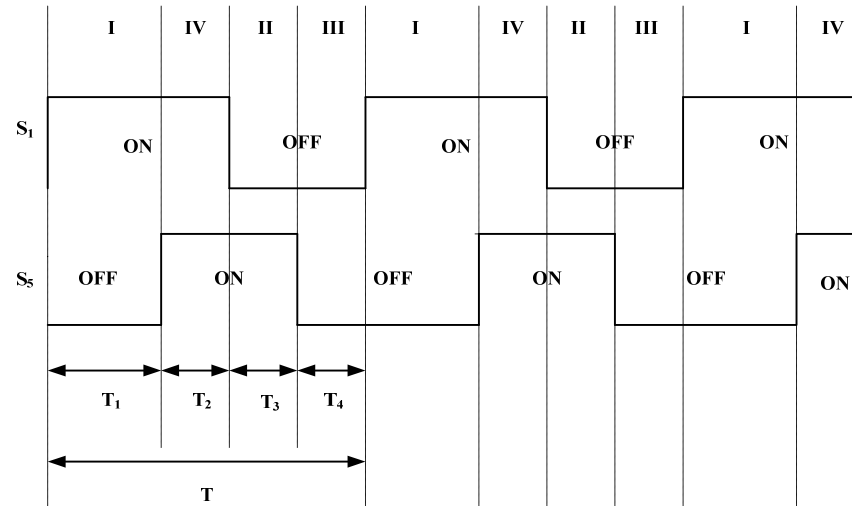 I IV II III I IV II III I IV
S₁ ON OFF ON OFF ON
S₅ OFF ON OFF ON OFF ON
T₁ T₂ T₃ T₄
T